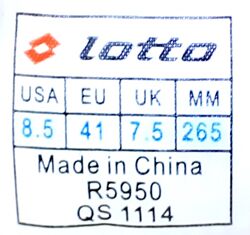 lotto
USA EU UK MM
8.5 41 7.5 265
Made in China
R5950
QS 1114